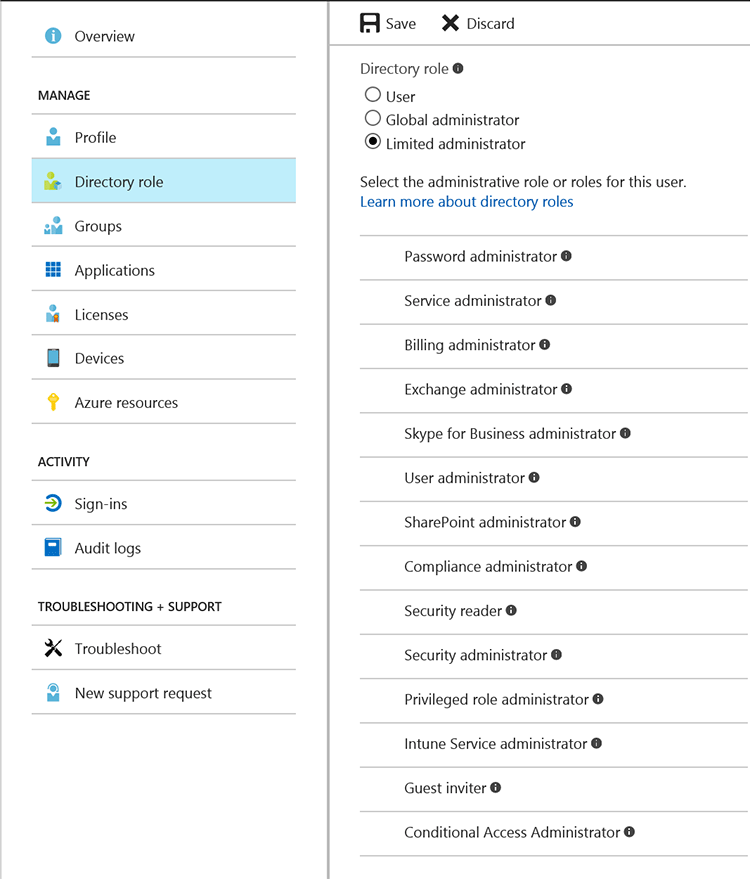 Overview
MANAGE
Profile
Directory role
Groups
Applications
Licenses
Devices
Azure resources
ACTIVITY
Sign-ins
Audit logs
TROUBLESHOOTING + SUPPORT
Troubleshoot
New support request
Save Discard
Directory role
User
Global administrator
Limited administrator
Select the administrative role or roles for this user.
Learn more about directory roles
Password administrator
Service administrator
Billing administrator
Exchange administrator
Skype for Business administrator
User administrator
SharePoint administrator
Compliance administrator
Security reader
Security administrator
Privileged role administrator
Intune Service administrator
Guest inviter
Conditional Access Administrator